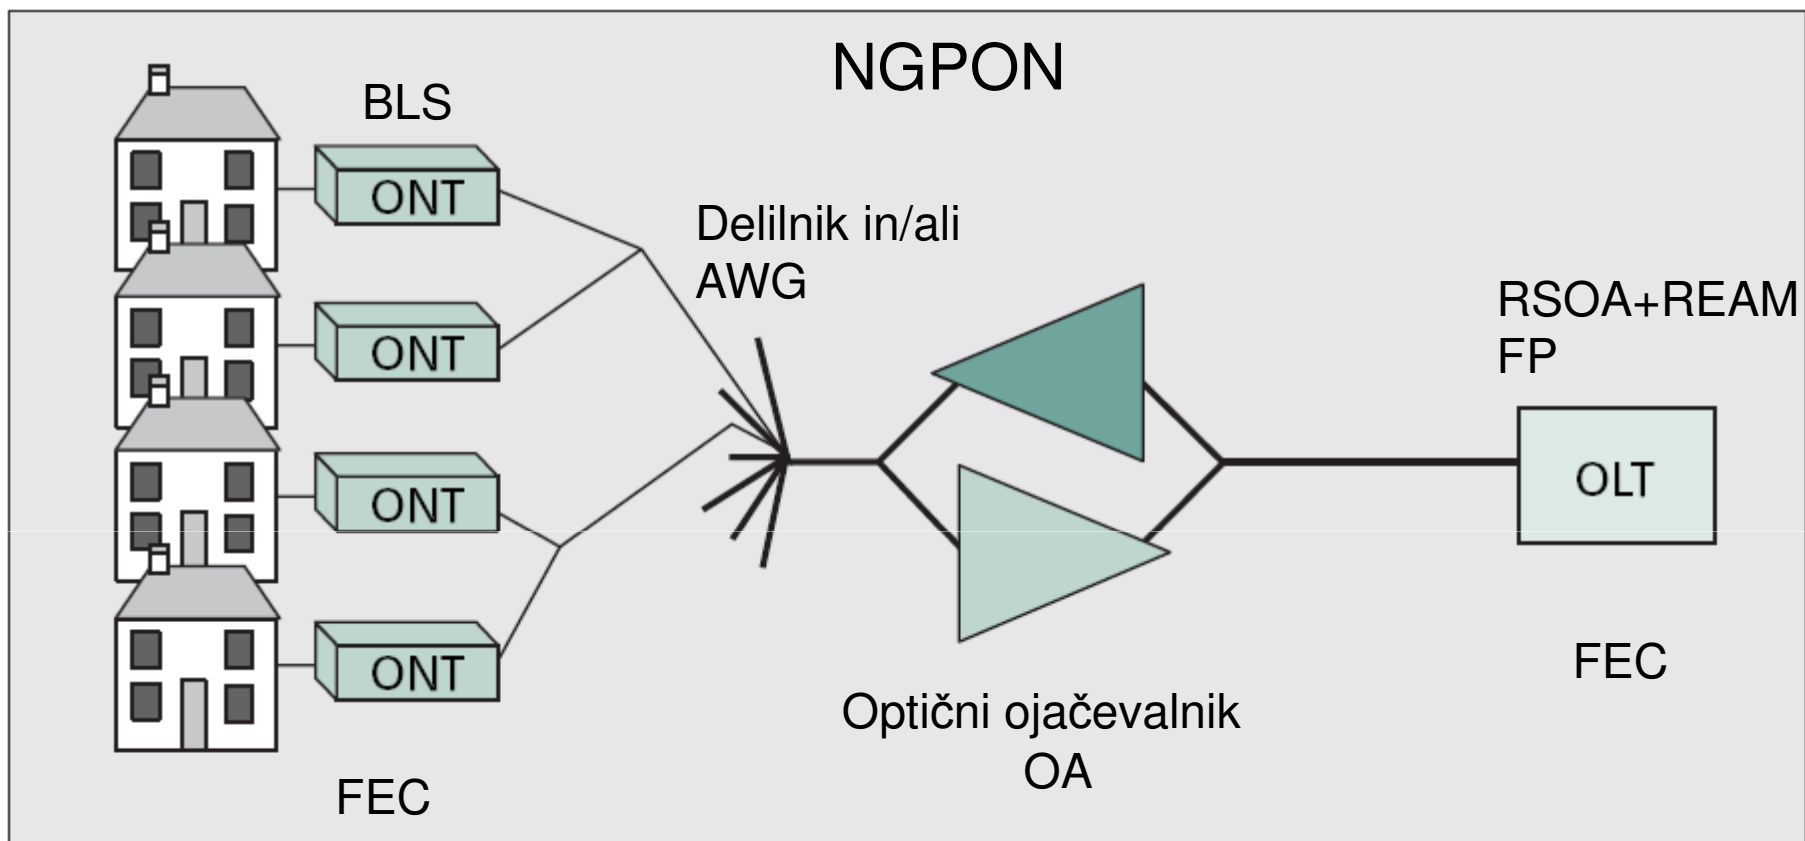 NGPON
BLS
ONT
ONT
ONT
ONT
FEC
Delilnik in/ali
AWG
Optični ojačevalnik
OA
RSOA+REAM
FP
OLT
FEC